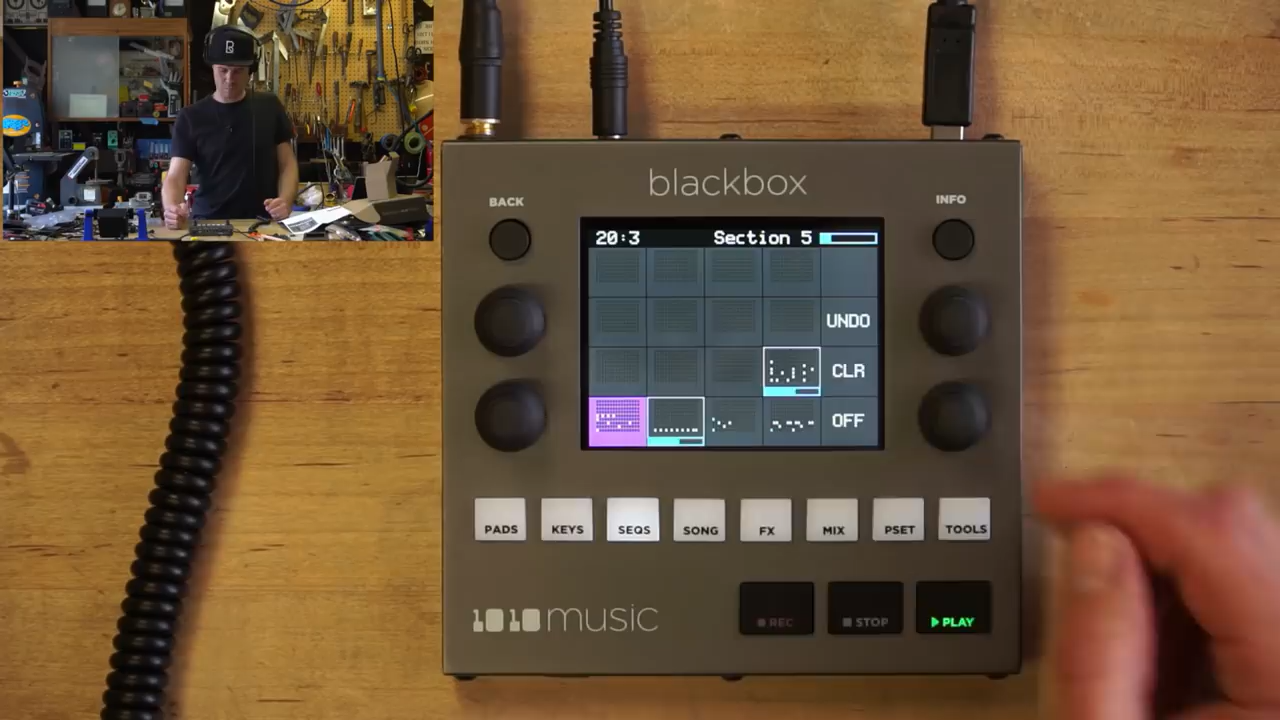 blackbox
BACK
INFO
20:3 Section 5
UNDO
CLR
OFF
PADS KEYS SEQS SONG FX MIX PSET TOOLS
1010music
REC STOP PLAY